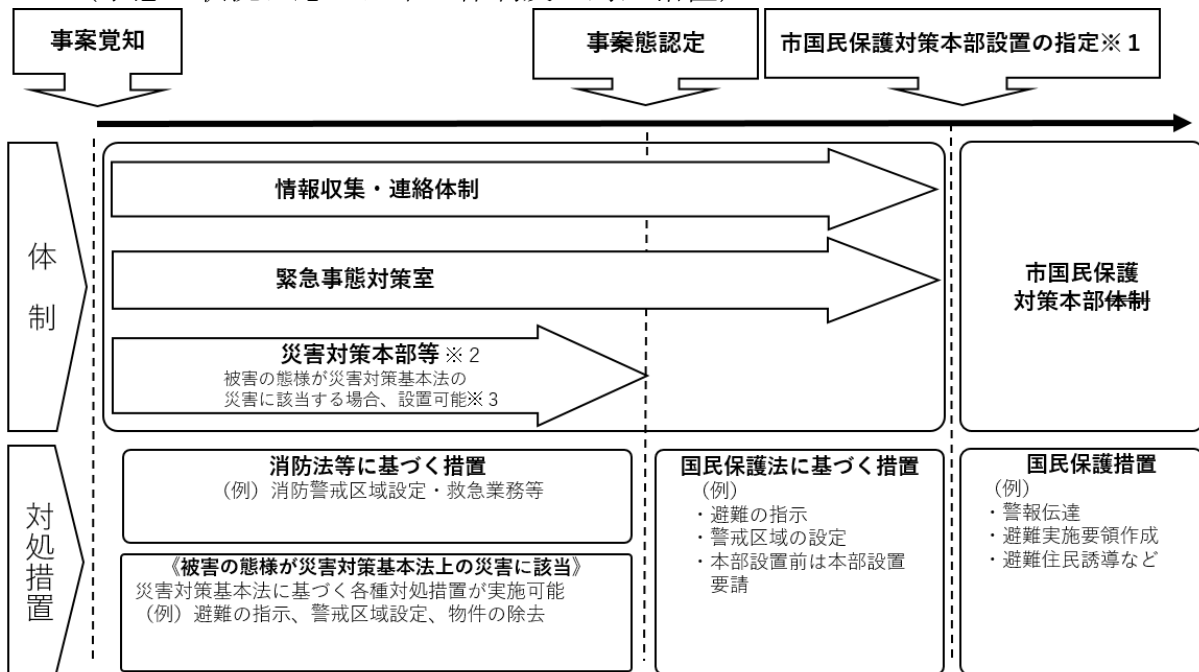 事案覚知
事案態認定
市国民保護対策本部設置の指定※１
体制
情報収集・連絡体制
緊急事態対策室
災害対策本部等※２
被害の態様が災害対策基本法の
災害に該当する場合、設置可能※３
市国民保護
対策本部体制
対処措置
消防法等に基づく措置
（例）消防警戒区域設定・救急業務等
《被害の態様が災害対策基本法上の災害に該当》
災害対策基本法に基づく各種対処措置が実施可能
（例）避難の指示、警戒区域設定、物件の除去
国民保護法に基づく措置
（例）
・避難の指示
・警戒区域の設定
・本部設置前は本部設置
要請
国民保護措置
（例）
・警報伝達
・避難実施要領作成
・避難住民誘導など